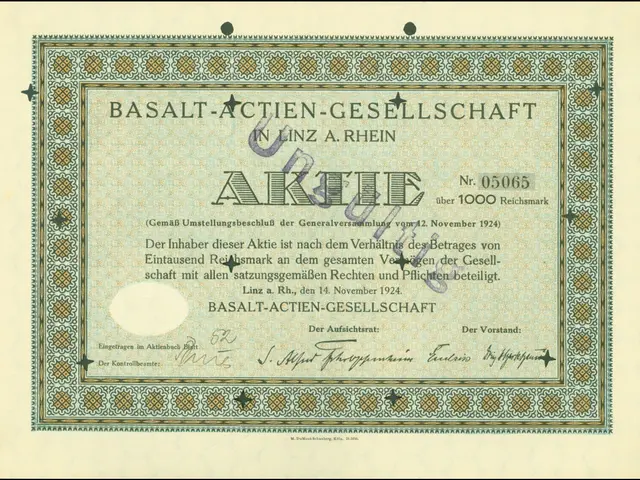 BASALT-ACTIEN-GESELLSCHAFT
IN LINZ A. RHEIN
AKTIE
Nr. 05065
über 1000 Reichsmark
(Gemäß Umstellungsbeschluß der Generalversammlung vom 12. November 1924)
Der Inhaber dieser Aktie ist nach dem Verhältnis des Betrages von
Eintausend Reichsmark an dem gesamten Vermögen der Gesell-
schaft mit allen satzungsgemäßen Rechten und Pflichten beteiligt.
Linz a. Rh., den 14. November 1924.
BASALT-ACTIEN-GESELLSCHAFT
Der Aufsichtsrat:
Der Vorstand:
Eingetragen im Aktienbuch Blatt 62
Der Kontrollbeamte:
Ungültig